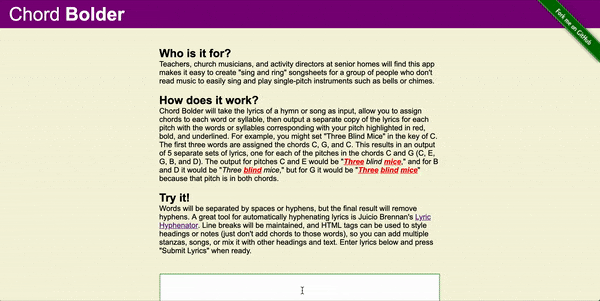 Chord Bolder
Fork me on GitHub
Who is it for?
Teachers, church musicians, and activity directors at senior homes will find this app
makes it easy to create "sing and ring" songsheets for a group of people who don't
read music to easily sing and play single-pitch instruments such as bells or chimes.
How does it work?
Chord Bolder will take the lyrics of a hymn or song as input, allow you to assign
chords to each word or syllable, then output a separate copy of the lyrics for each
pitch with the words or syllables corresponding with your pitch highlighted in red,
bold, and underlined. For example, you might set "Three Blind Mice" in the key of C.
The first three words are assigned the chords C, G, and C. This results in an output
of 5 separate sets of lyrics, one for each of the pitches in the chords C and G (C, E,
G, B, and D). The output for pitches C and E would be "Three blind mice," and for B
and D it would be "Three blind mice," but for G it would be "Three blind mice"
because that pitch is in both chords.
Try it!
Words will be separated by spaces or hyphens, but the final result will remove
hyphens. A great tool for automatically hyphenating lyrics is Juicio Brennan's Lyric
Hyphenator. Line breaks will be maintained, and HTML tags can be used to style
headings or notes (just don't add chords to those words), so you can add multiple
stanzas, songs, or mix it with other headings and text. Enter lyrics below and press
"Submit Lyrics" when ready.